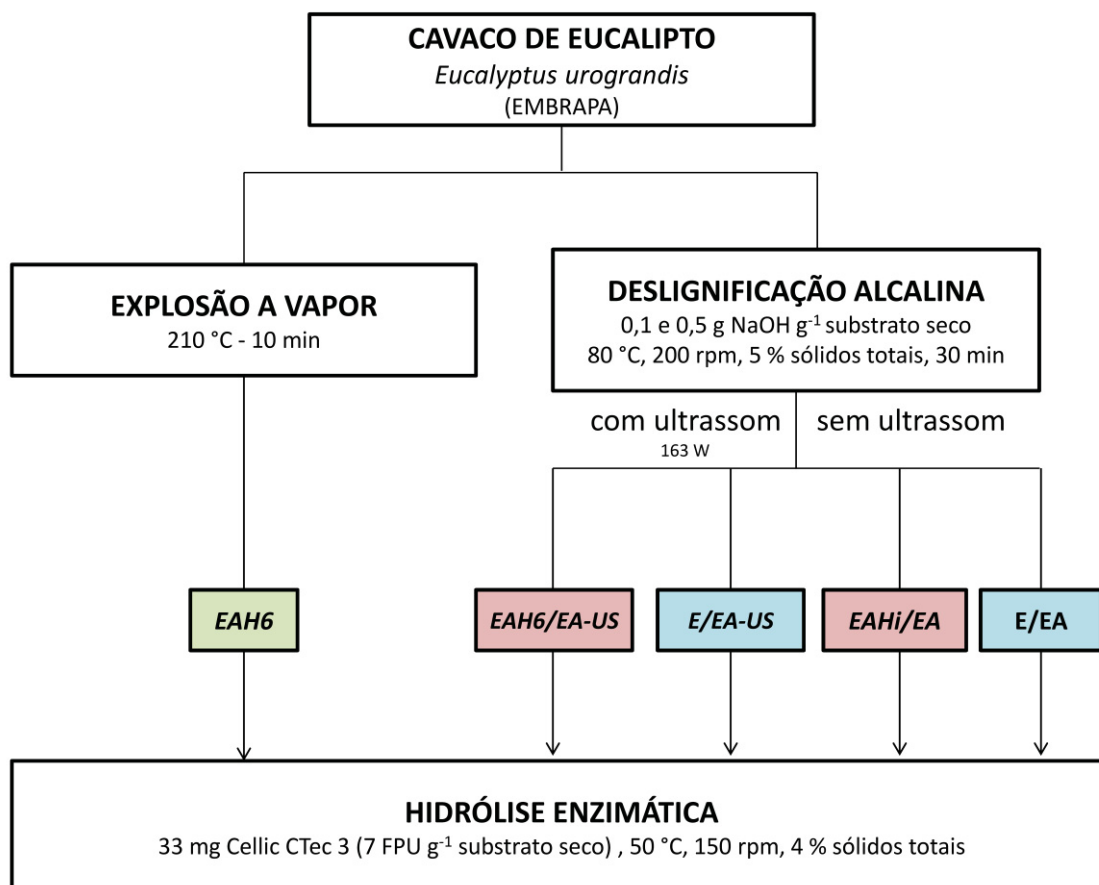 CAVACO DE EUCALIPTO
Eucalyptus urograndis
(EMBRAPA)
EXPLOSÃO A VAPOR
210 °C - 10 min
DESLIGNIFICAÇÃO ALCALINA
0,1 e 0,5 g NaOH g⁻¹ substrato seco
80 °C, 200 rpm, 5 % sólidos totais, 30 min
com ultrassom
163 W
sem ultrassom
EAH6
EAH6/EA-US
E/EA-US
EAHi/EA
E/EA
HIDRÓLISE ENZIMÁTICA
33 mg Cellic CTec 3 (7 FPU g⁻¹ substrato seco) , 50 °C, 150 rpm, 4 % sólidos totais